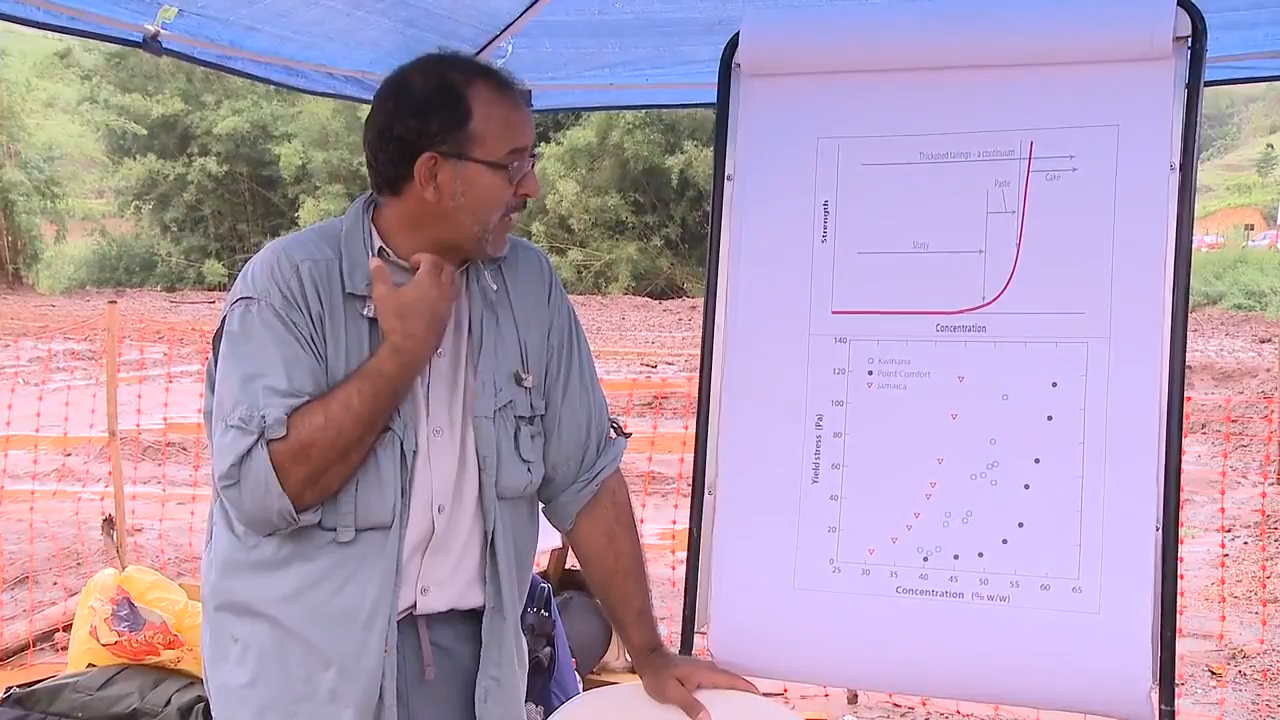 Thickened tailings – a continuum
Paste
Cake
Strength
Slurry
Concentration
140
120
100
80
60
40
20
0
Kwinana
Point Comfort
Jamaica
Yield stress (Pa)
25 30 35 40 45 50 55 60 65
Concentration (% w/w)